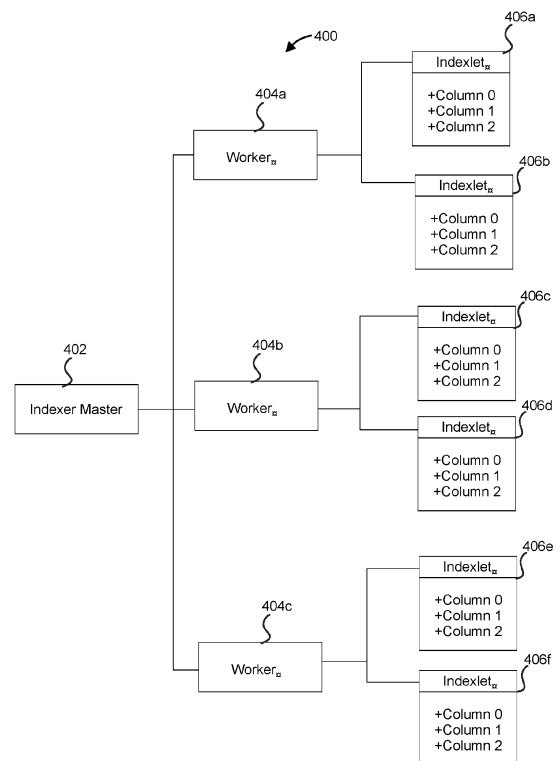 400
406a
Indexlet¤
+Column 0
+Column 1
+Column 2
404a
Worker¤
406b
Indexlet¤
+Column 0
+Column 1
+Column 2
406c
Indexlet¤
+Column 0
+Column 1
+Column 2
402
Indexer Master
404b
Worker¤
406d
Indexlet¤
+Column 0
+Column 1
+Column 2
406e
Indexlet¤
+Column 0
+Column 1
+Column 2
404c
Worker¤
406f
Indexlet¤
+Column 0
+Column 1
+Column 2